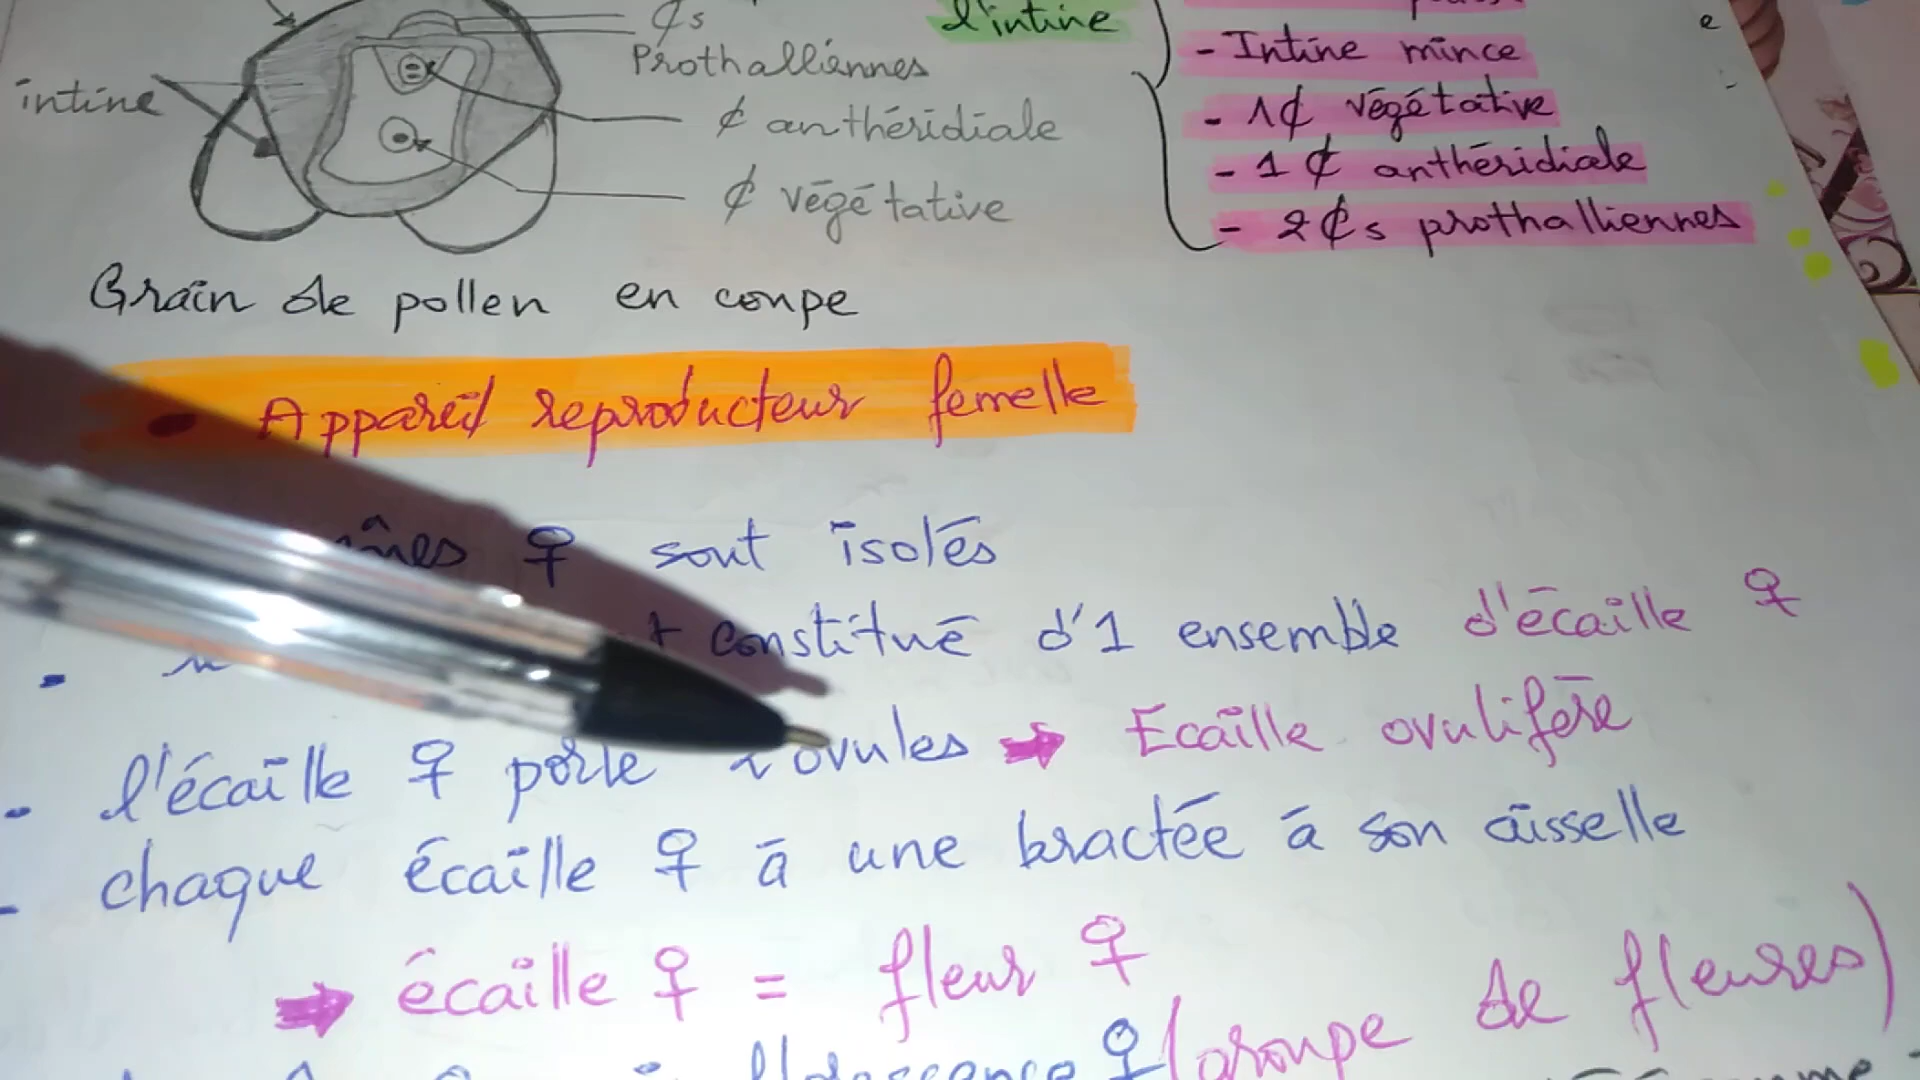 ¢s
Prothalliennes
intine
¢ anthéridiale
¢ végétative
Grain de pollen en coupe
l'intine
- Intine mince
- 1¢ végétative
- 1 ¢ anthéridiale
- 2 ¢s prothalliennes
e
• Appareil reproducteur femelle
♀ sont isolés
constitué d'1 ensemble d'écaille ♀
- l'écaille ♀ porte 2 ovules → Ecaille ovulifère
- chaque écaille ♀ à une bractée à son aisselle
→ écaille ♀ = fleur ♀
♀ (groupe de fleures)